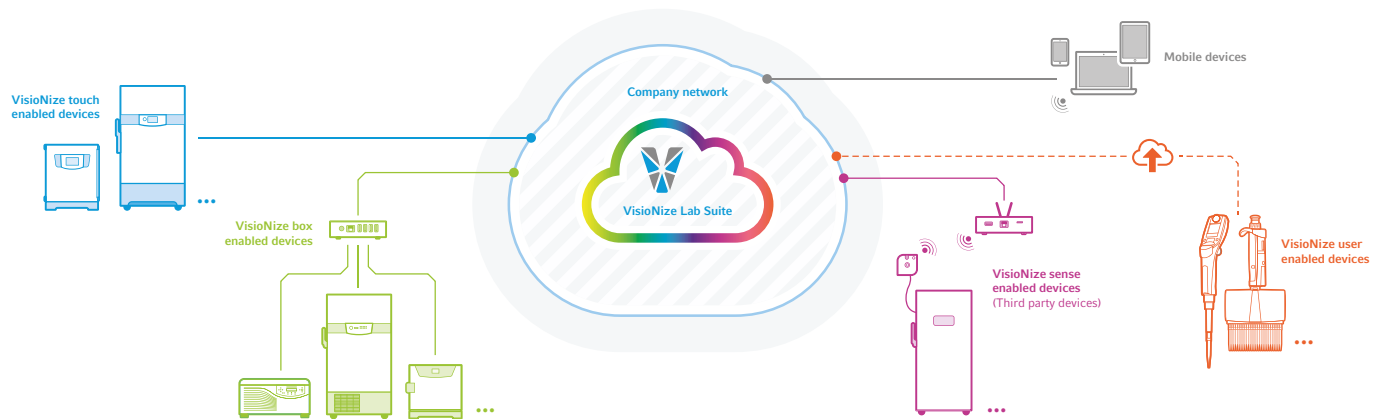 Mobile devices
Company network
VisioNize touch
enabled devices
VisioNize Lab Suite
VisioNize box
enabled devices
VisioNize user
enabled devices
VisioNize sense
enabled devices
(Third party devices)